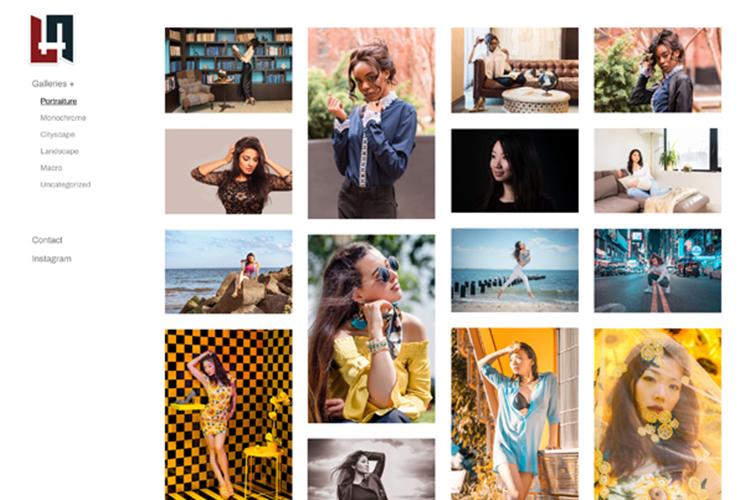 Galleries +
Portraiture
Monochrome
Cityscape
Landscape
Macro
Uncategorized
Contact
Instagram